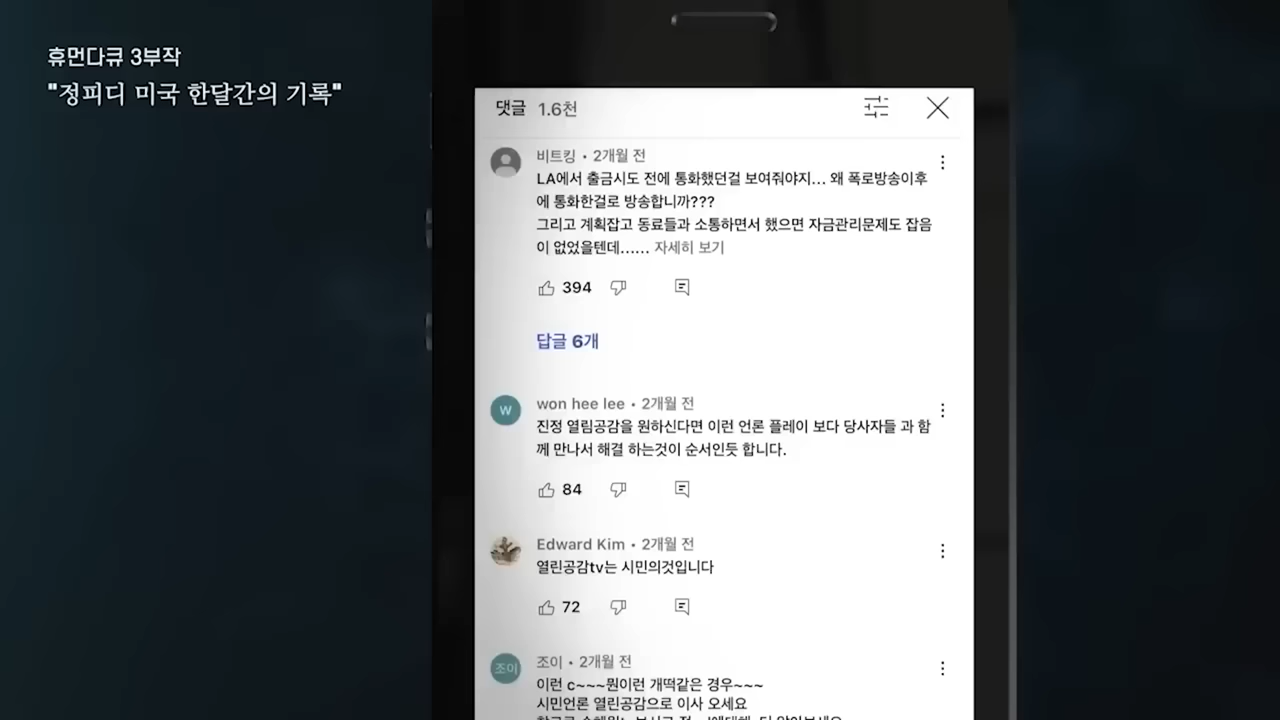 휴먼다큐 3부작
"정피디 미국 한달간의 기록"
댓글 1.6천
비트킹 • 2개월 전
LA에서 출금시도 전에 통화했던걸 보여줘야지... 왜 폭로방송이후
에 통화한걸로 방송합니까???
그리고 계획잡고 동료들과 소통하면서 했으면 자금관리문제도 잡음
이 없었을텐데...... 자세히 보기
394
답글 6개
W
won hee lee • 2개월 전
진정 열림공감을 원하신다면 이런 언론 플레이 보다 당사자들 과 함
께 만나서 해결 하는것이 순서인듯 합니다.
84
Edward Kim • 2개월 전
열린공감tv는 시민의것입니다
72
조이
조이 • 2개월 전
이런 c~~~뭔이런 개떡같은 경우~~~
시민언론 열린공감으로 이사 오세요